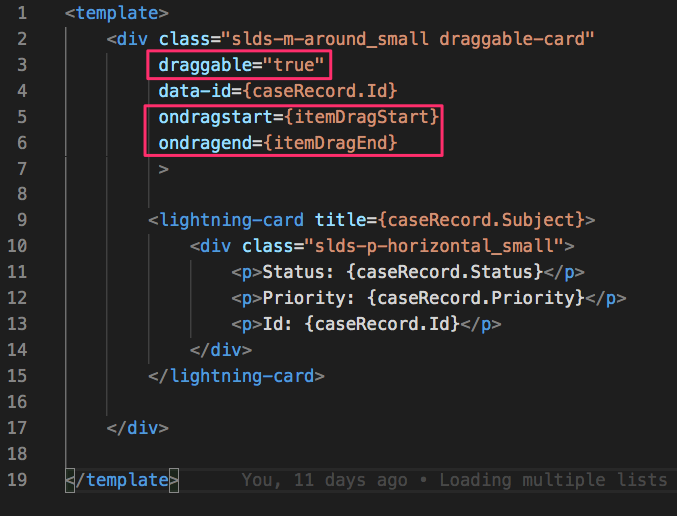 1 <template>
2 <div class="slds-m-around_small draggable-card"
3 draggable="true"
4 data-id={caseRecord.Id}
5 ondragstart={itemDragStart}
6 ondragend={itemDragEnd}
7 >
8
9 <lightning-card title={caseRecord.Subject}>
10 <div class="slds-p-horizontal_small">
11 <p>Status: {caseRecord.Status}</p>
12 <p>Priority: {caseRecord.Priority}</p>
13 <p>Id: {caseRecord.Id}</p>
14 </div>
15 </lightning-card>
16
17 </div>
18
19 </template> You, 11 days ago • Loading multiple lists